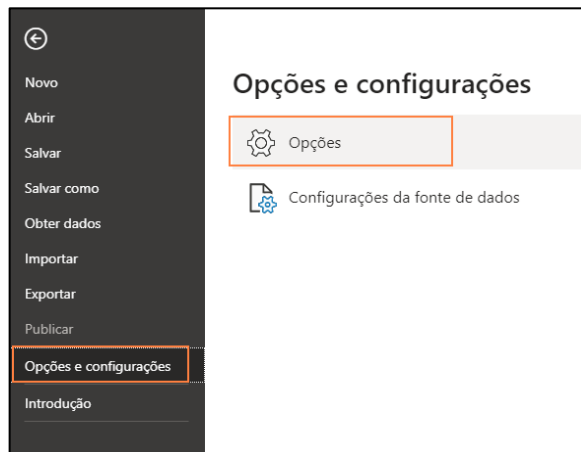 Novo
Abrir
Salvar
Salvar como
Obter dados
Importar
Exportar
Publicar
Opções e configurações
Introdução
Opções e configurações
Opções
Configurações da fonte de dados